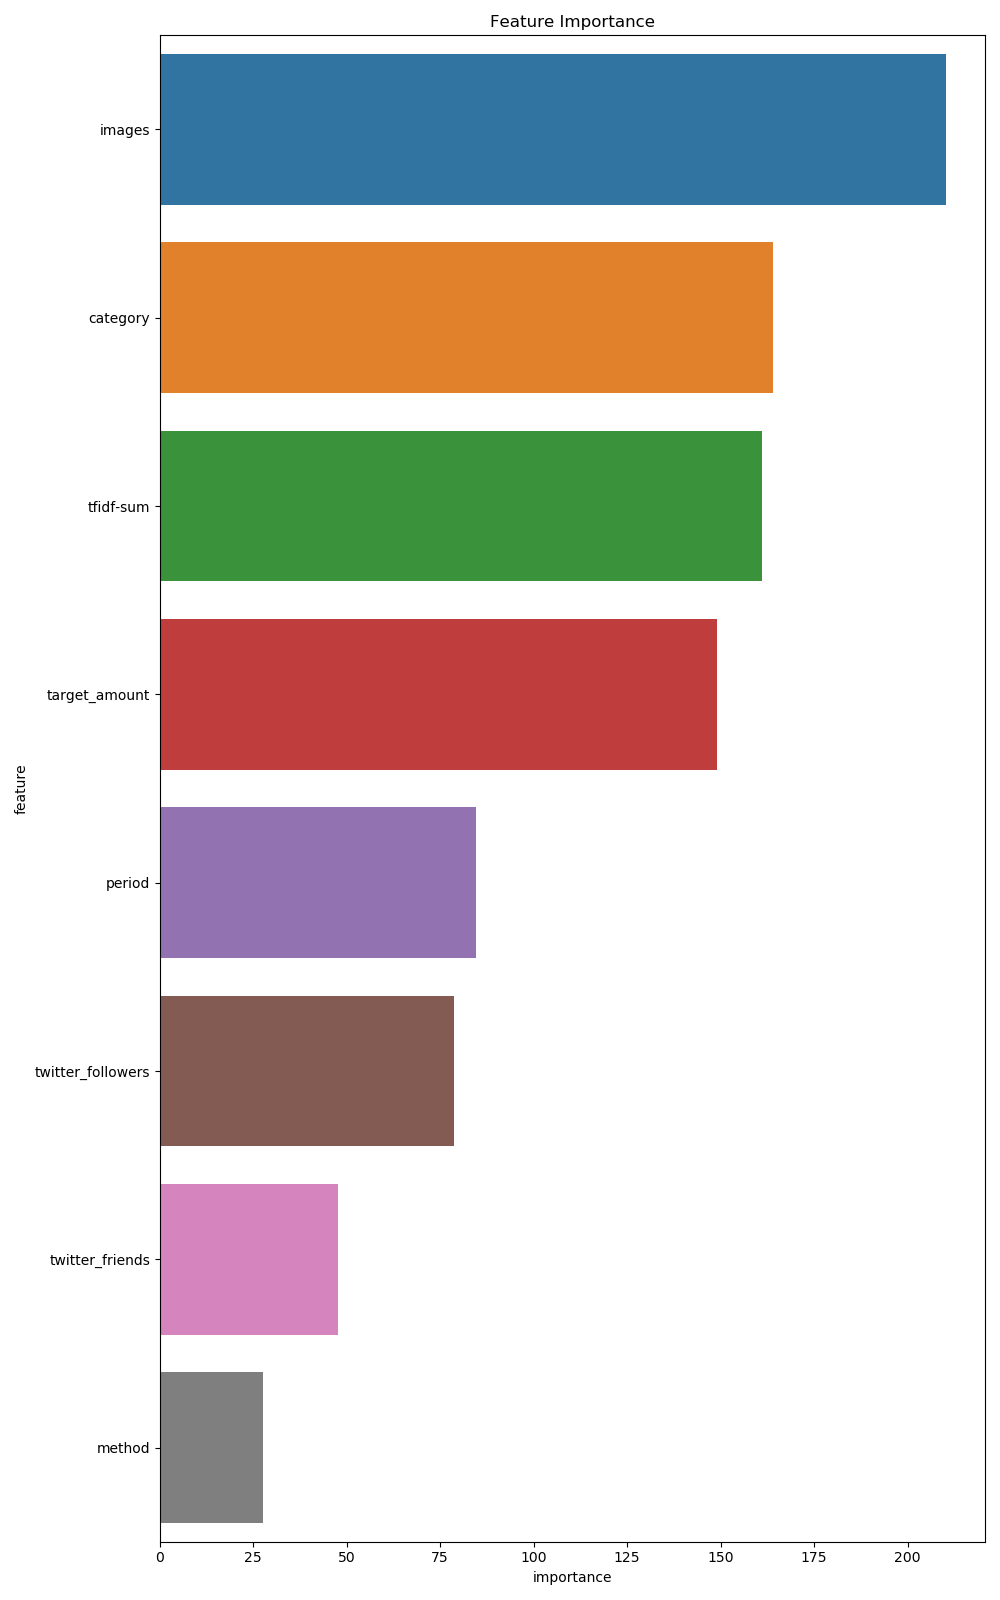 Feature Importance
images
category
tfidf-sum
target_amount
period
twitter_followers
twitter_friends
method
feature
0 25 50 75 100 125 150 175 200
importance